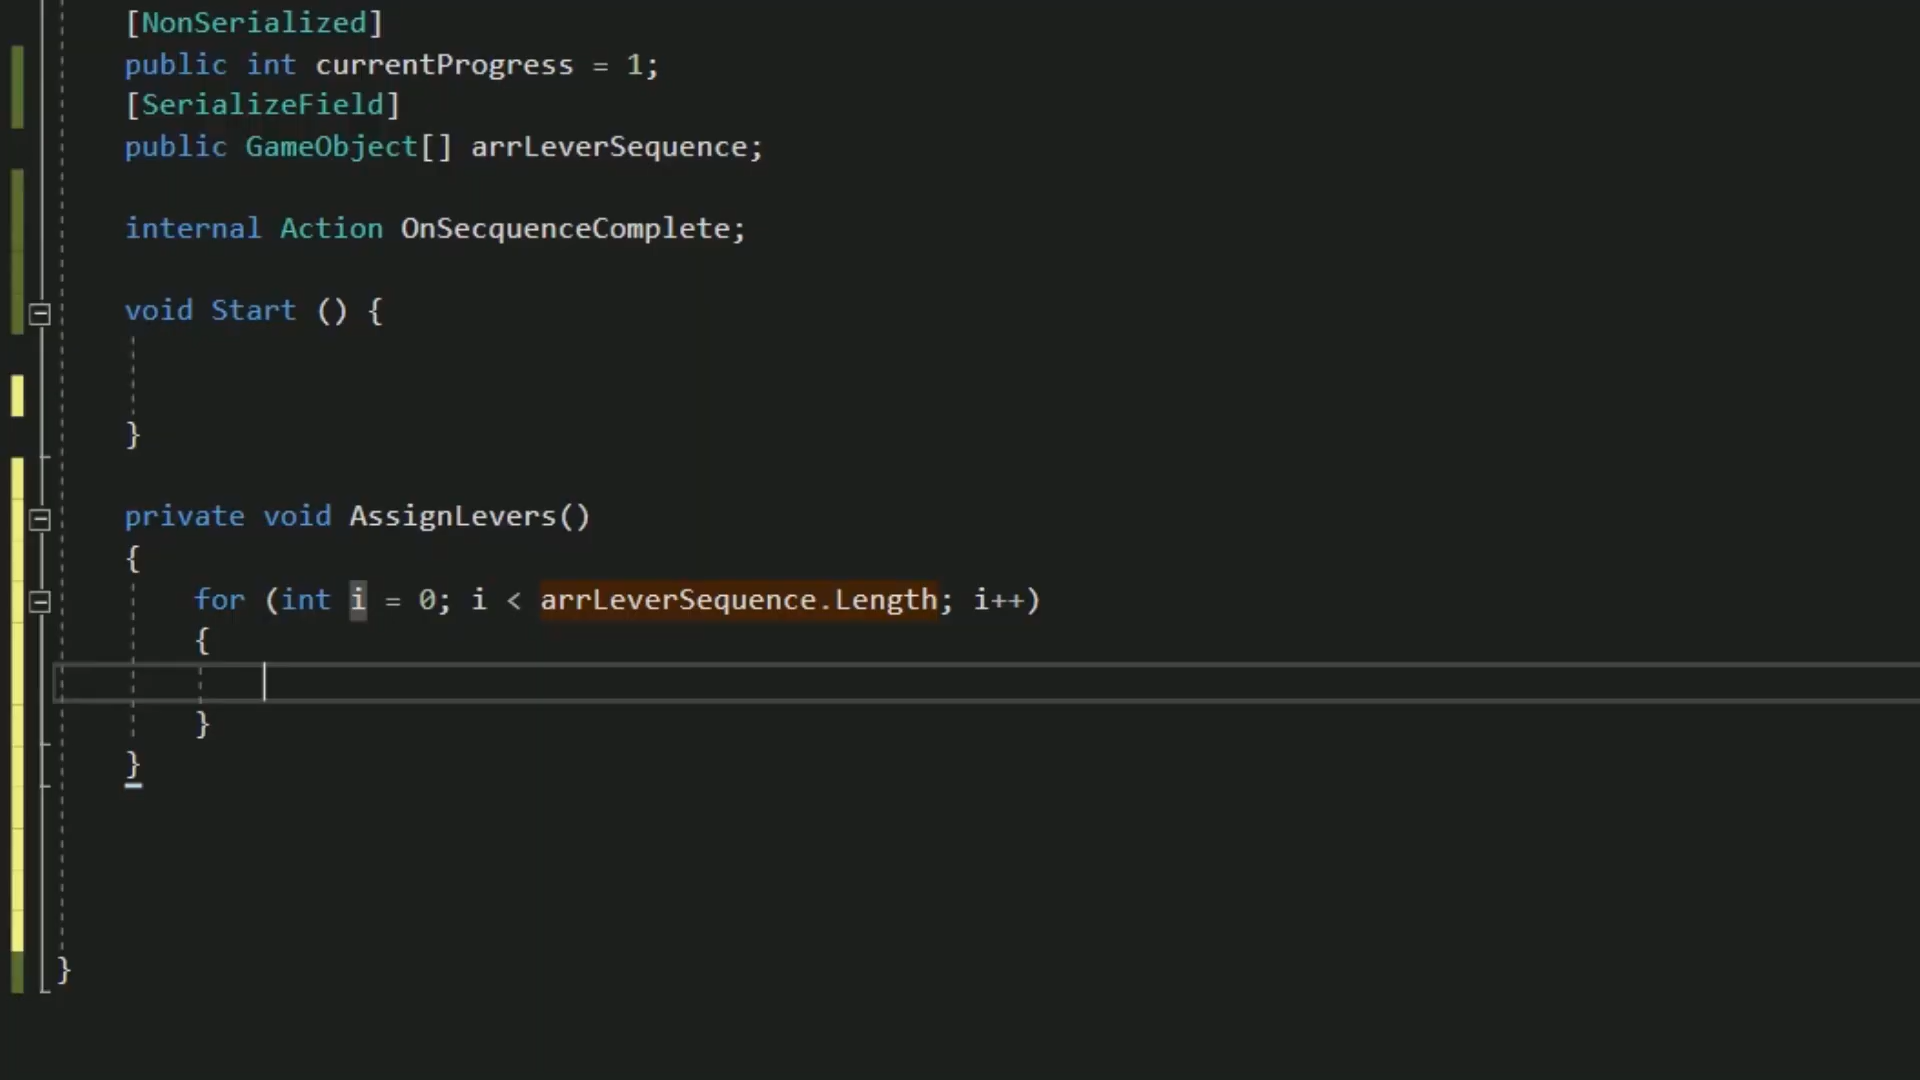 [NonSerialized]
public int currentProgress = 1;
[SerializeField]
public GameObject[] arrLeverSequence;
internal Action OnSecquenceComplete;
void Start () {
}
private void AssignLevers()
{
for (int i = 0; i < arrLeverSequence.Length; i++)
{
}
}
}